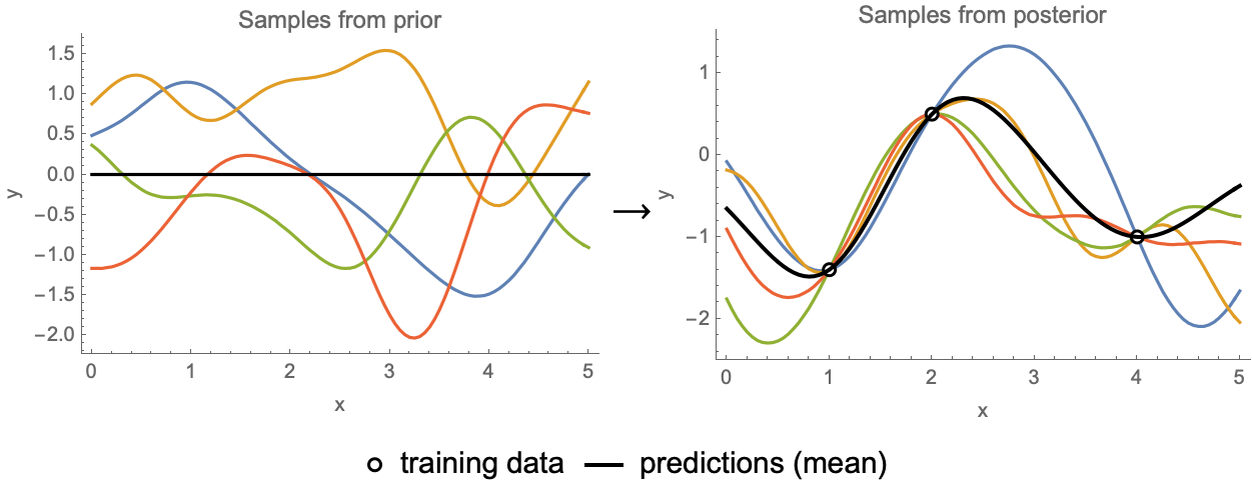 Samples from prior
1.5
1.0
0.5
0.0
−0.5
−1.0
−1.5
−2.0
y
0 1 2 3 4 5
x
→
Samples from posterior
1
0
−1
−2
y
0 1 2 3 4 5
x
training data predictions (mean)